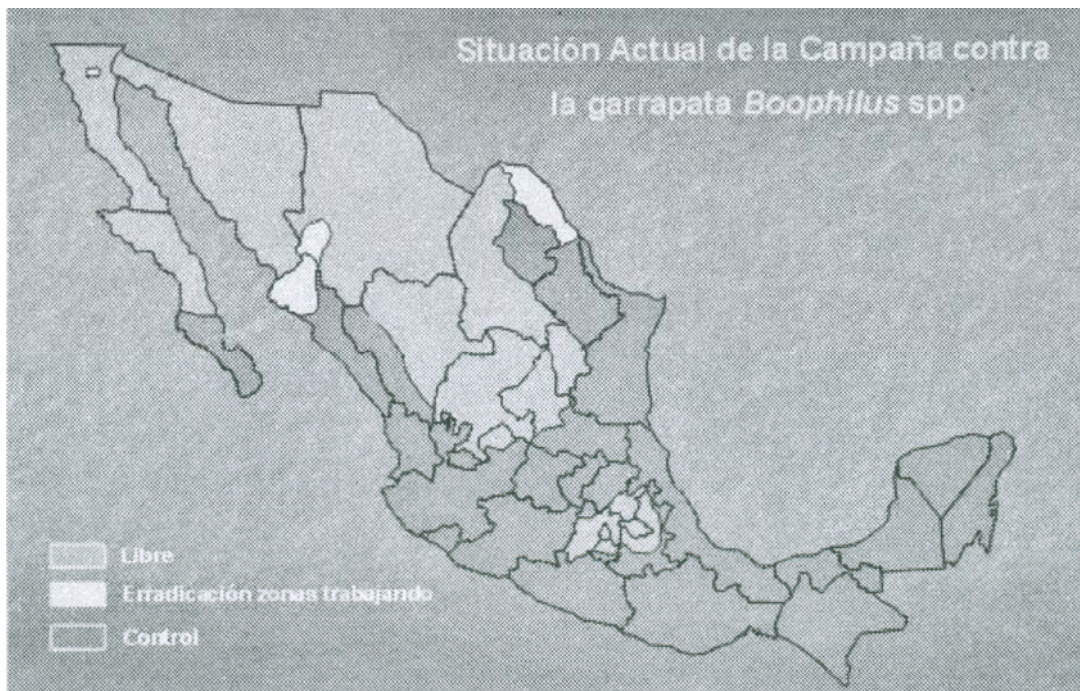 Situación Actual de la Campaña contra
la garrapata Boophilus spp
Libre
Erradicación zonas trabajando
Control